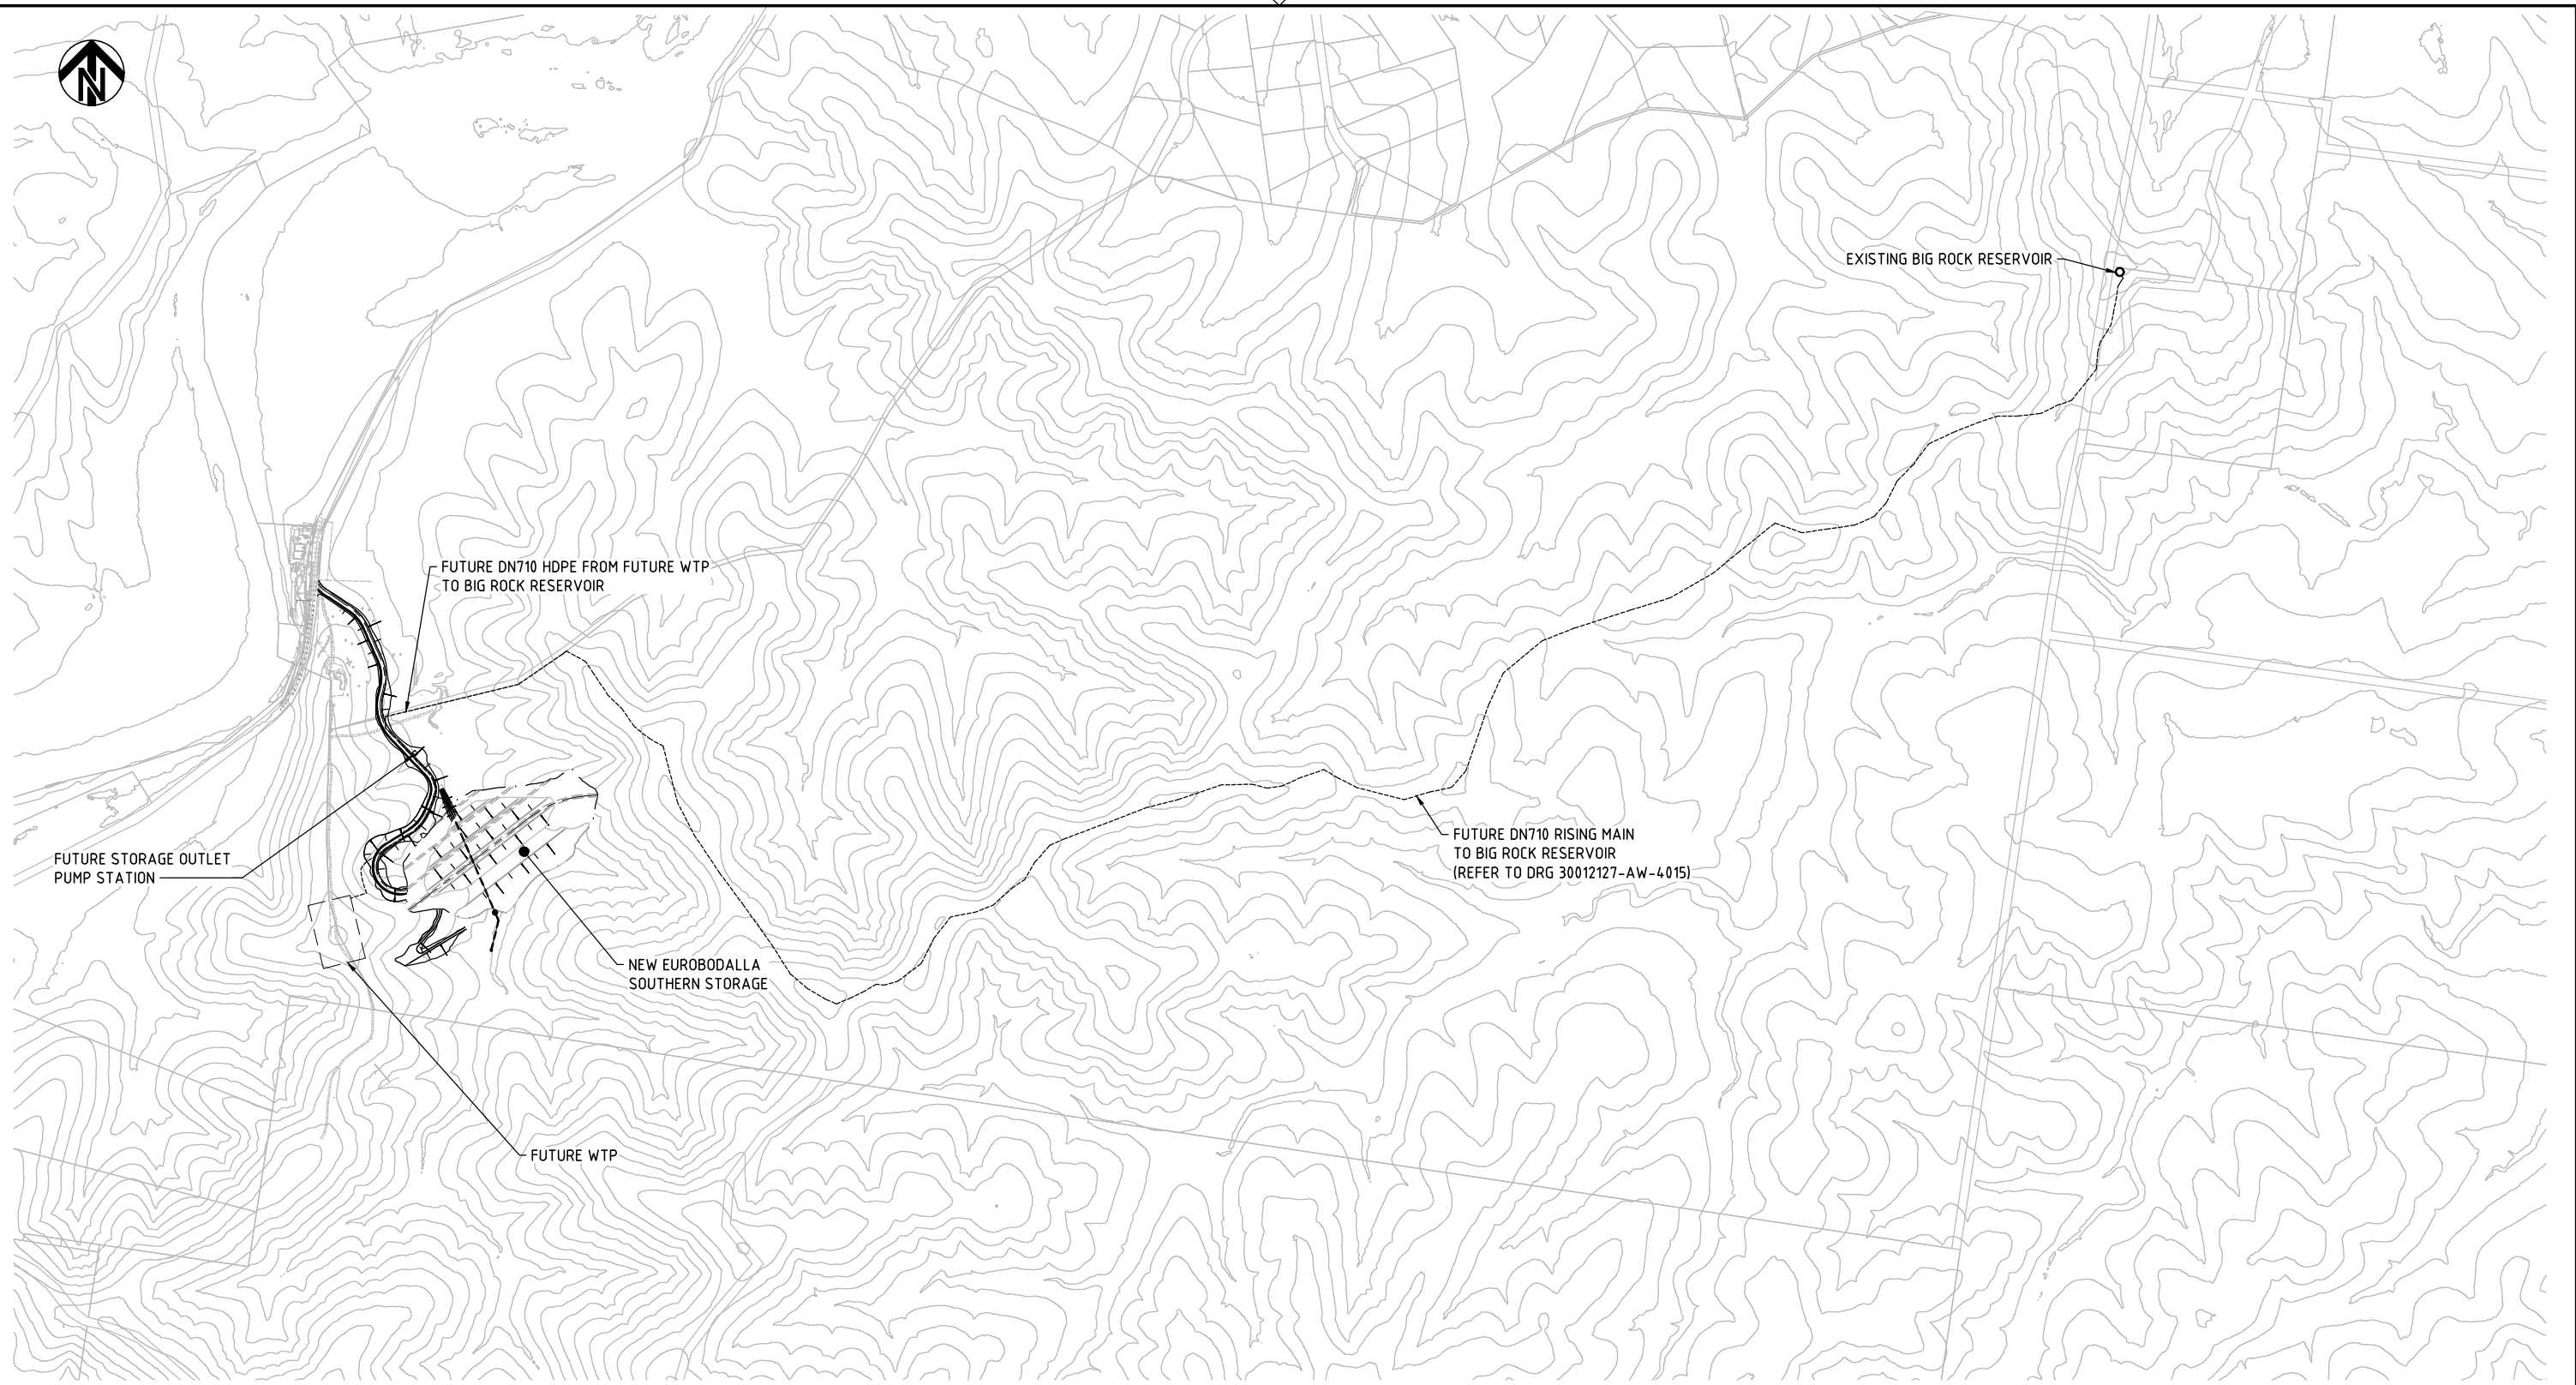 N
EXISTING BIG ROCK RESERVOIR
FUTURE DN710 HDPE FROM FUTURE WTP
TO BIG ROCK RESERVOIR
FUTURE STORAGE OUTLET
PUMP STATION
FUTURE DN710 RISING MAIN
TO BIG ROCK RESERVOIR
(REFER TO DRG 30012127-AW-4015)
NEW EUROBODALLA
SOUTHERN STORAGE
FUTURE WTP